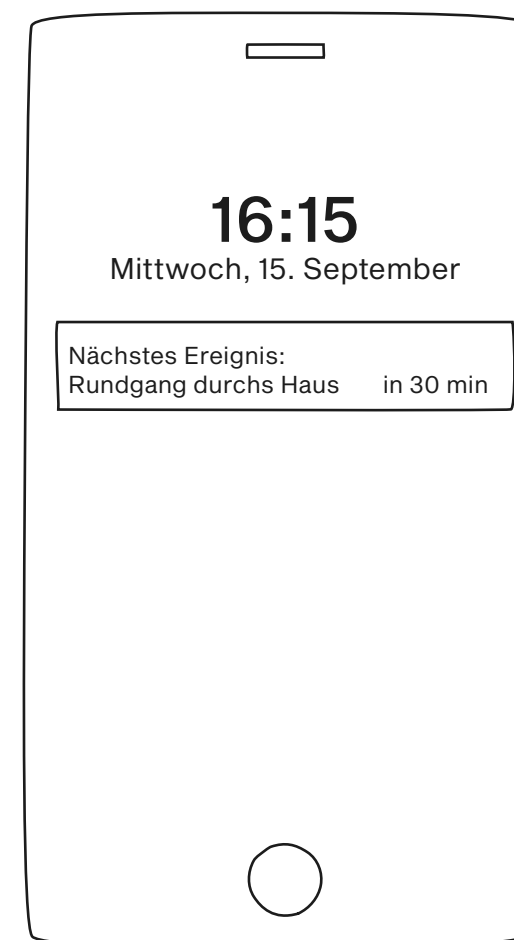 16:15
Mittwoch, 15. September
Nächstes Ereignis:
Rundgang durchs Haus in 30 min